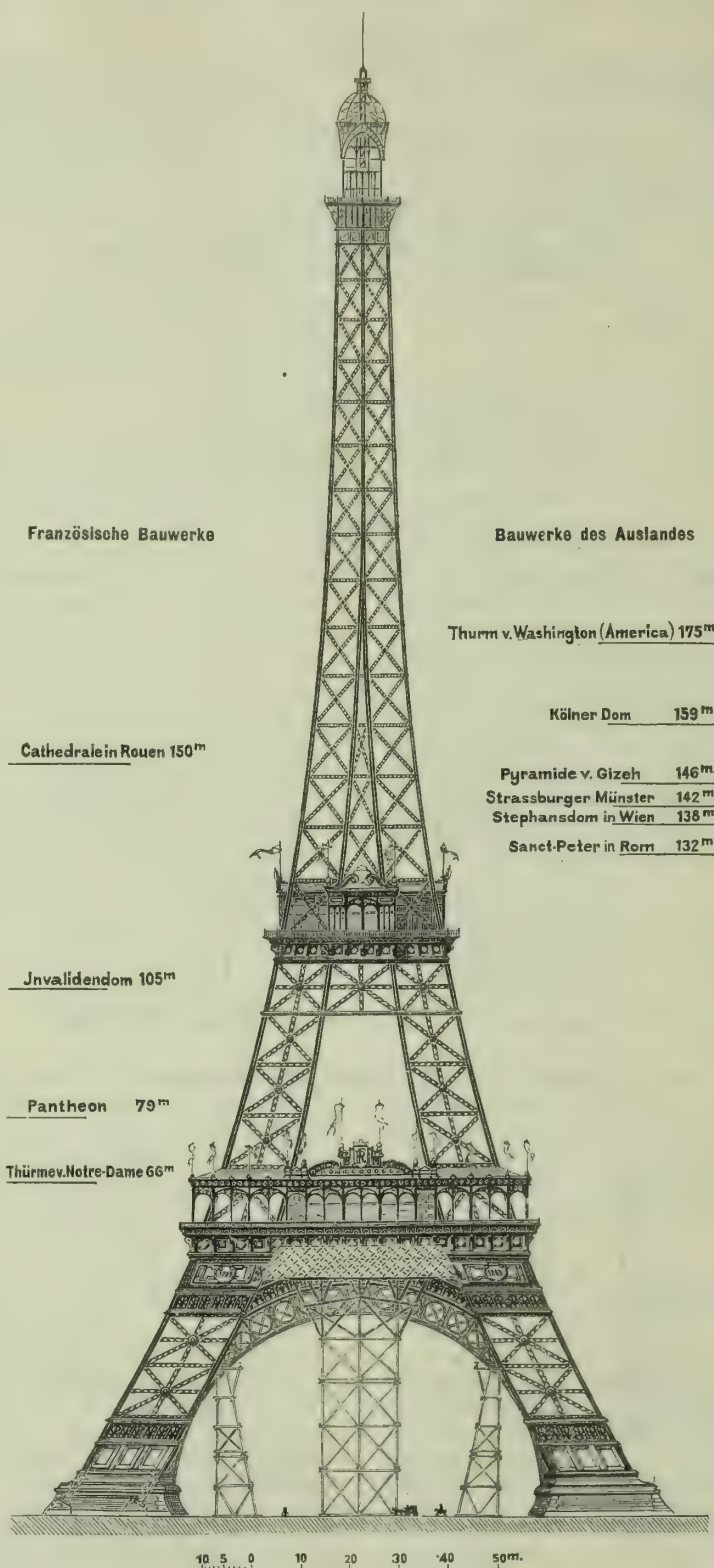 Französische Bauwerke
Cathedrale in Rouen 150m
Jnvalidendom 105m
Pantheon 79m
Thürme v. Notre-Dame 66m
Bauwerke des Auslandes
Thurm v. Washington (America) 175m
Kölner Dom 159m
Pyramide v. Gizeh 146m
Strassburger Münster 142m
Stephansdom in Wien 138m
Sanct-Peter in Rom 132m
10 5 0 10 20 30 40 50m.